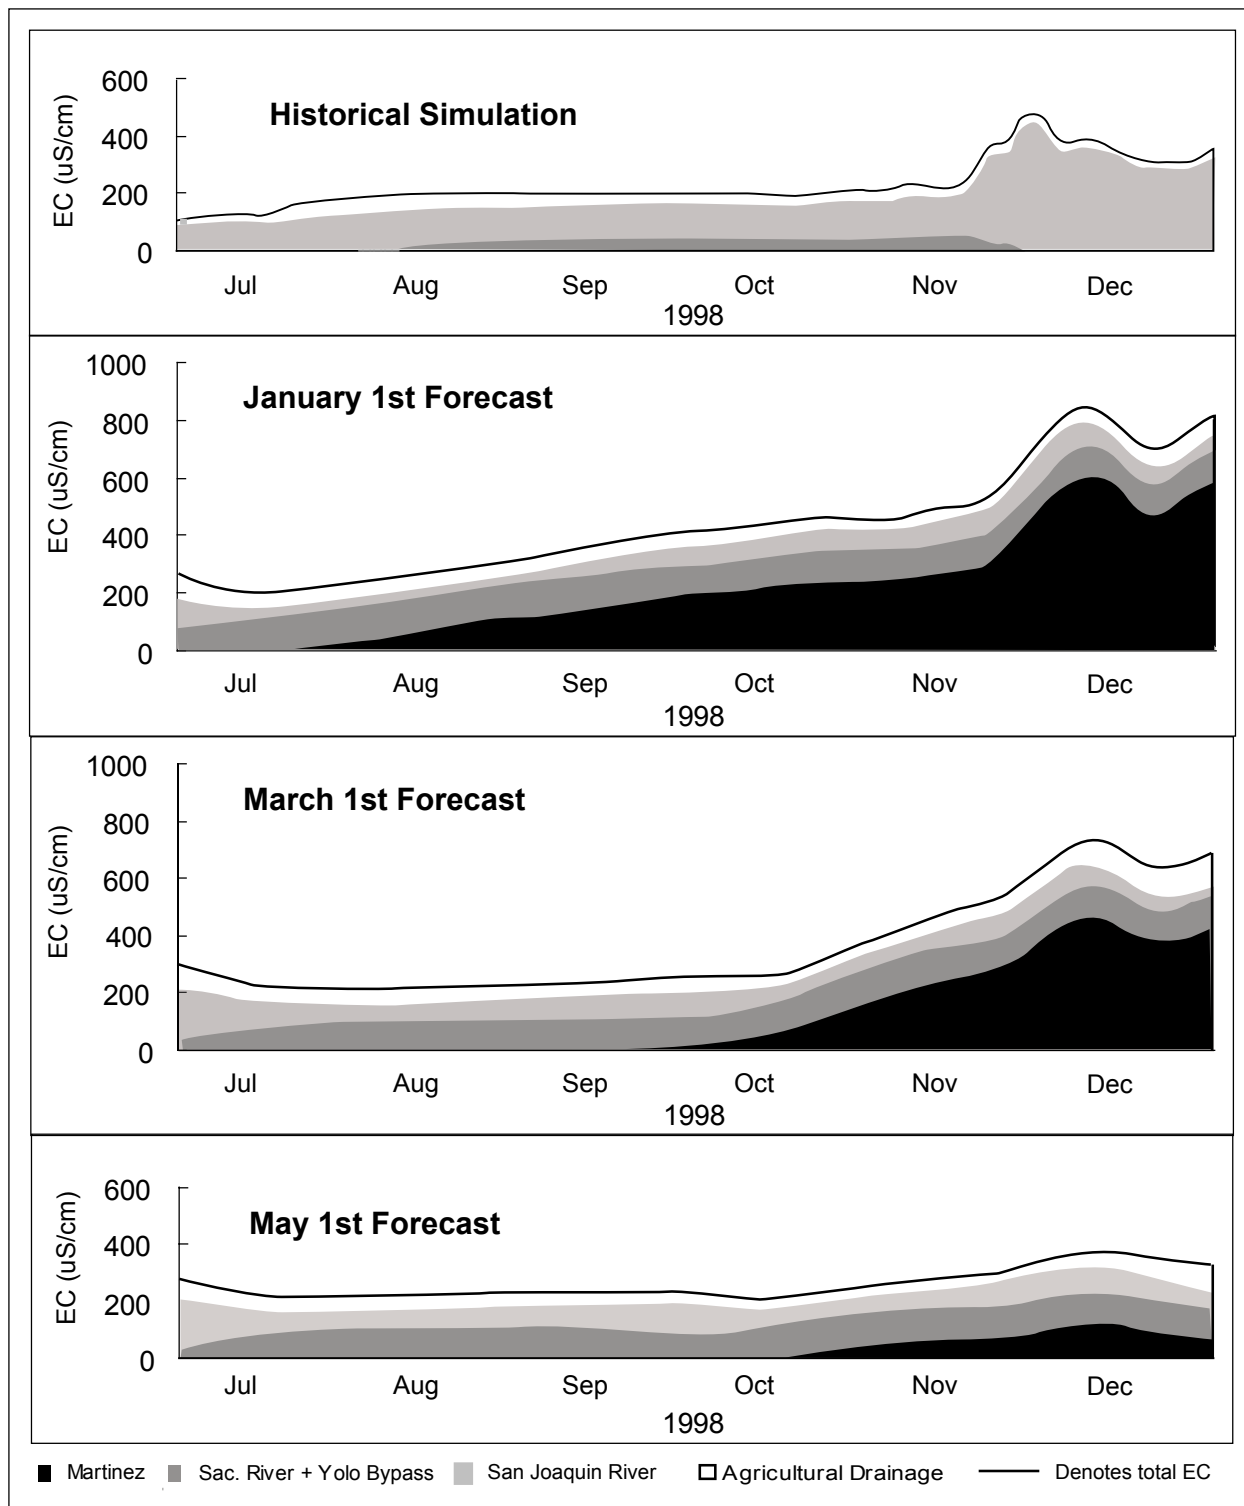 600
Historical Simulation
400
200
0
EC (uS/cm)
Jul Aug Sep Oct Nov Dec
1998
1000
January 1st Forecast
800
600
400
200
0
EC (uS/cm)
Jul Aug Sep Oct Nov Dec
1998
1000
March 1st Forecast
800
600
400
200
0
EC (uS/cm)
Jul Aug Sep Oct Nov Dec
1998
600
May 1st Forecast
400
200
0
EC (uS/cm)
Jul Aug Sep Oct Nov Dec
1998
Martinez Sac. River + Yolo Bypass San Joaquin River Agricultural Drainage Denotes total EC